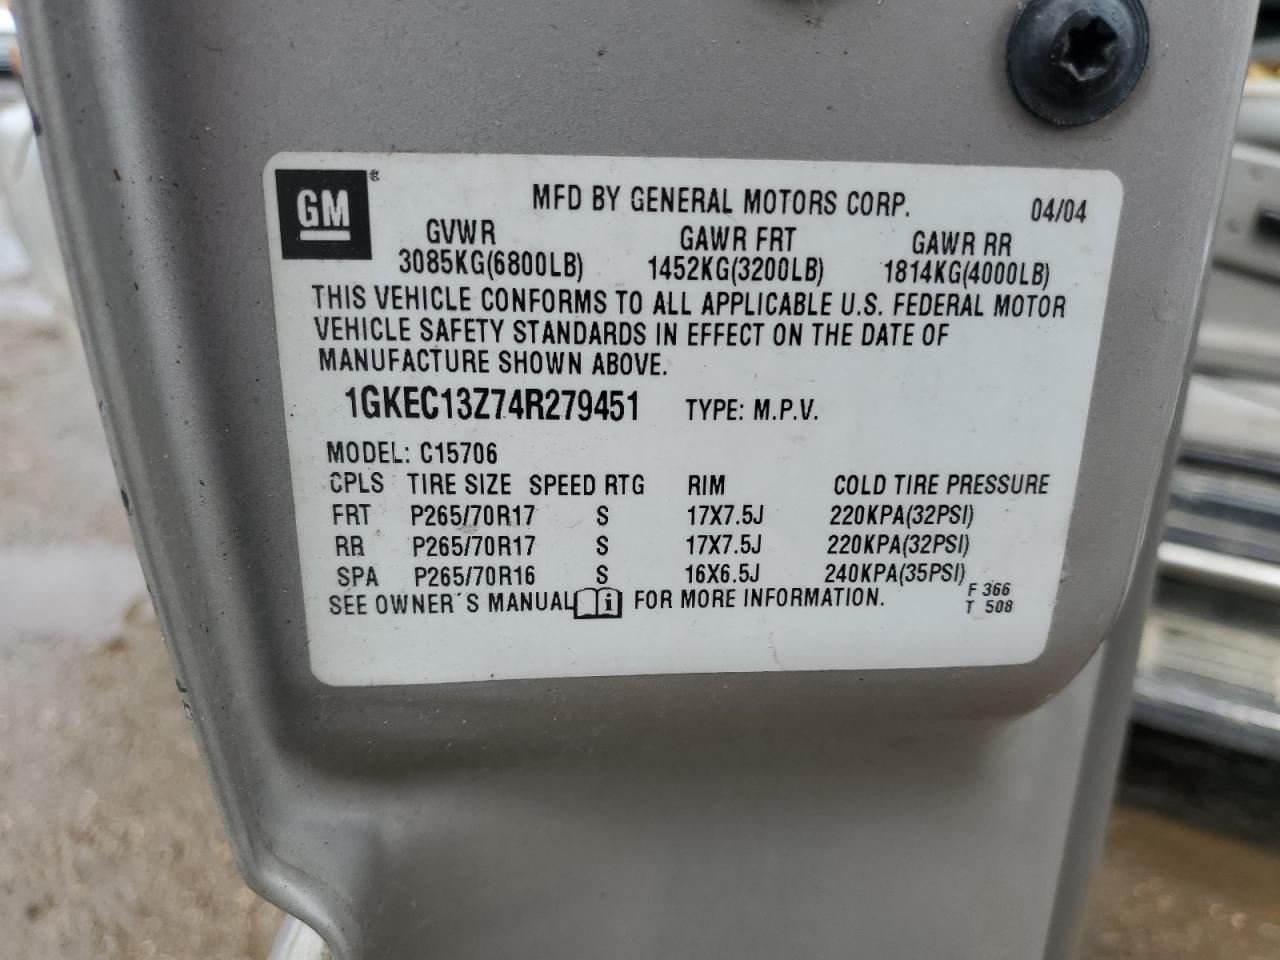 GM®
MFD BY GENERAL MOTORS CORP. 04/04
GVWR GAWR FRT GAWR RR
3085KG(6800LB) 1452KG(3200LB) 1814KG(4000LB)
THIS VEHICLE CONFORMS TO ALL APPLICABLE U.S. FEDERAL MOTOR
VEHICLE SAFETY STANDARDS IN EFFECT ON THE DATE OF
MANUFACTURE SHOWN ABOVE.
1GKEC13Z74R279451 TYPE: M.P.V.
MODEL: C15706
CPLS TIRE SIZE SPEED RTG RIM COLD TIRE PRESSURE
FRT P265/70R17 S 17X7.5J 220KPA(32PSI)
RR P265/70R17 S 17X7.5J 220KPA(32PSI)
SPA P265/70R16 S 16X6.5J 240KPA(35PSI)
SEE OWNER'S MANUAL i FOR MORE INFORMATION.
F 366
T 508